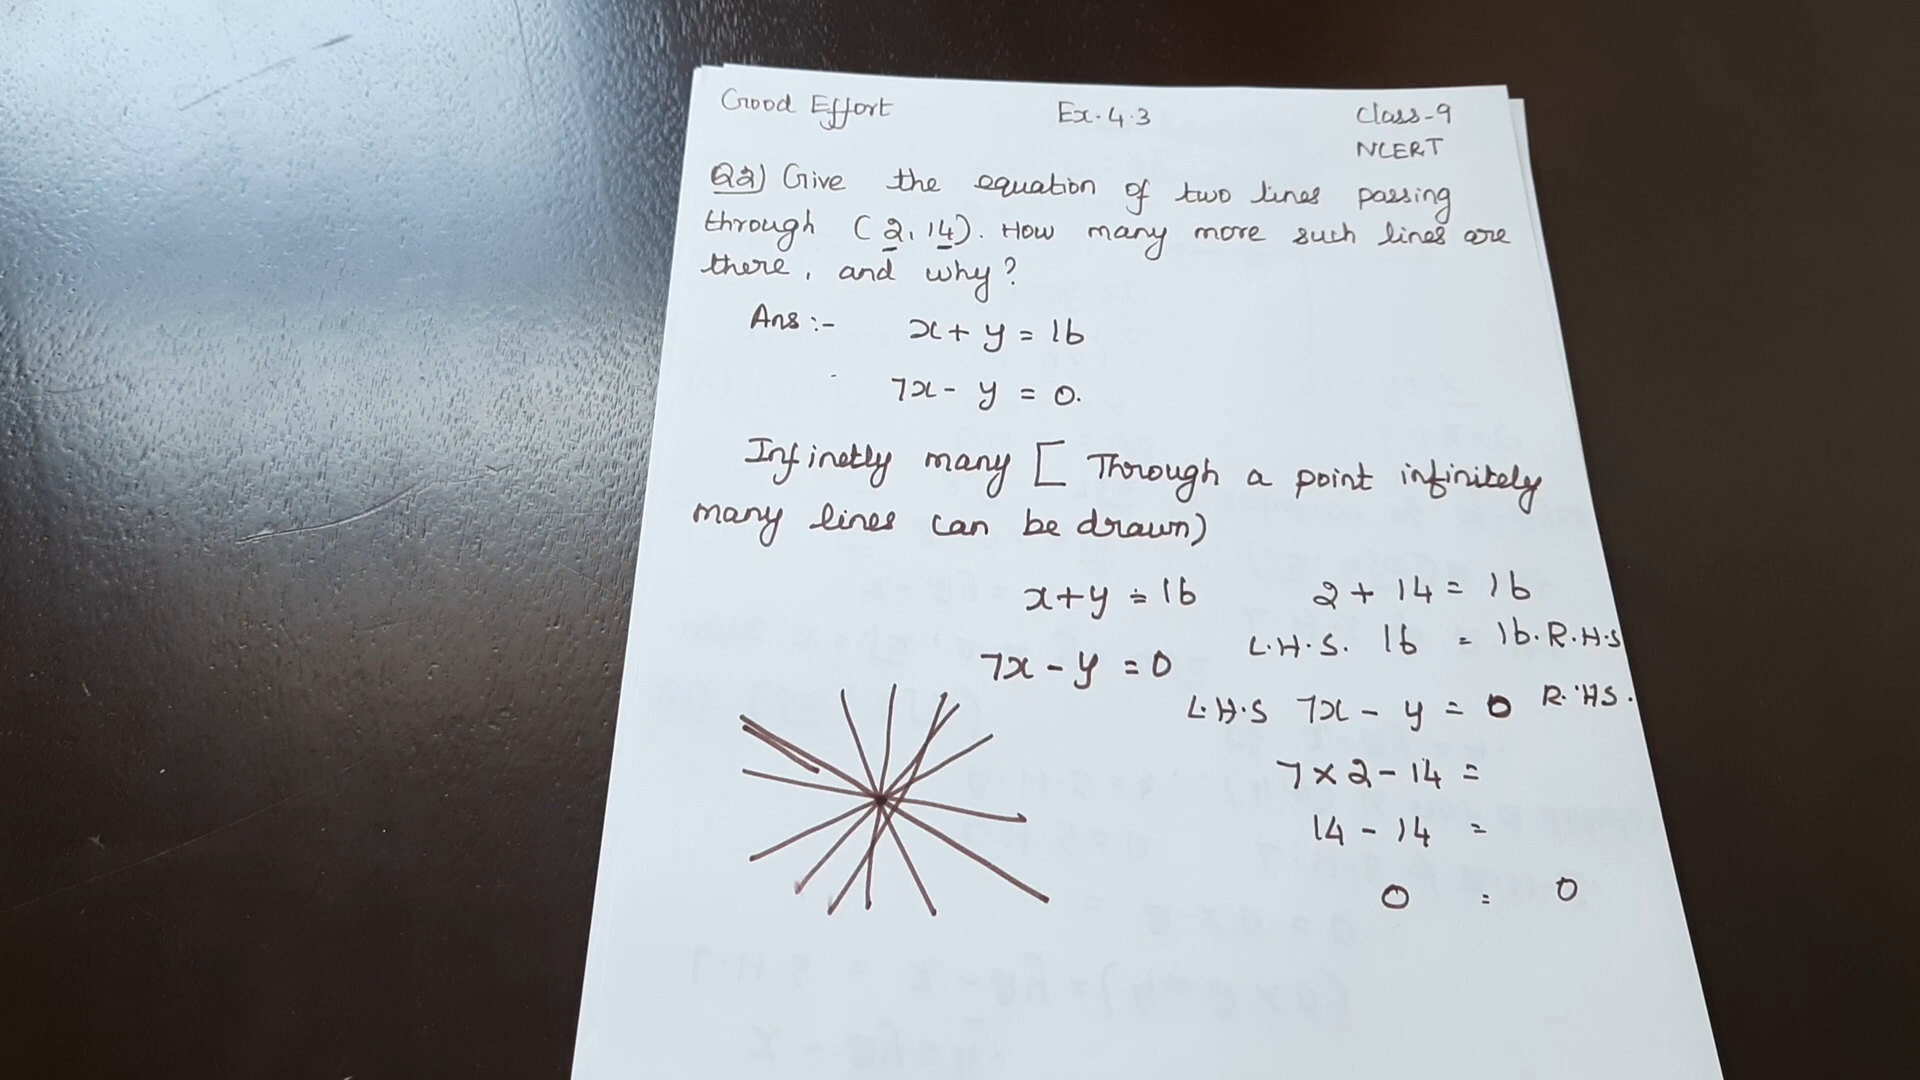 Good Effort Ex. 4.3 Class-9
NCERT
Q2) Give the equation of two lines passing
through (2, 14). How many more such lines are
there, and why?
Ans :- x + y = 16
7x - y = 0.
Infinetly many [ Through a point infinitely
many lines can be drawn)
x + y = 16 2 + 14 = 16
L.H.S. 16 = 16. R.H.S
7x - y = 0
L.H.S 7x - y = 0 R.HS.
7 x 2 - 14 =
14 - 14 =
0 = 0